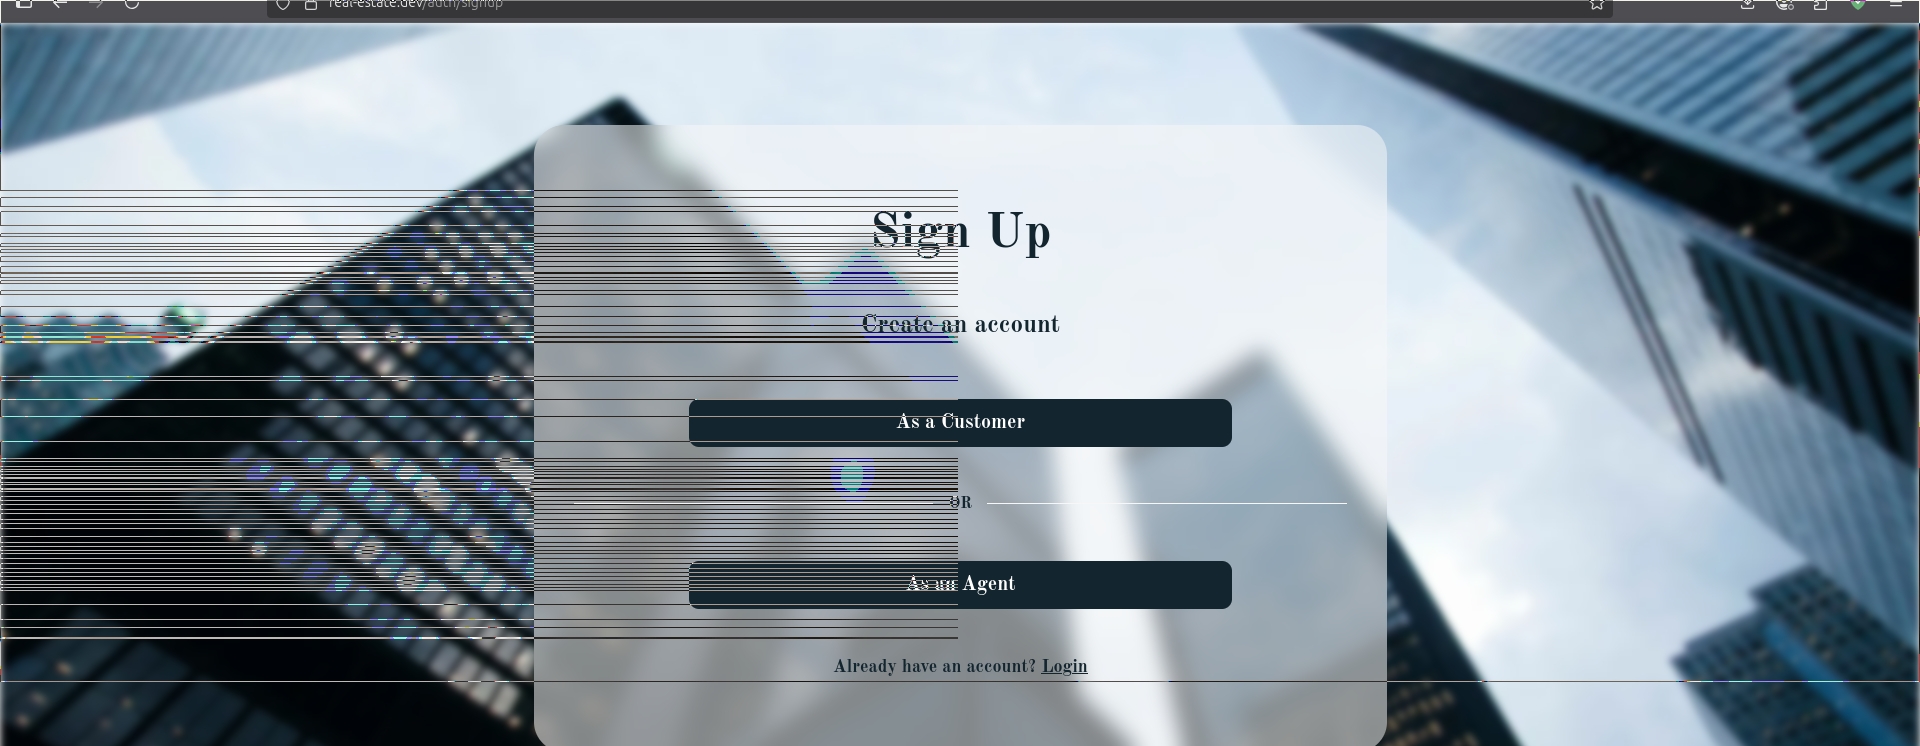 real-estate.dev/auth/signup
Sign Up
Create an account
As a Customer
OR
As an Agent
Already have an account? Login